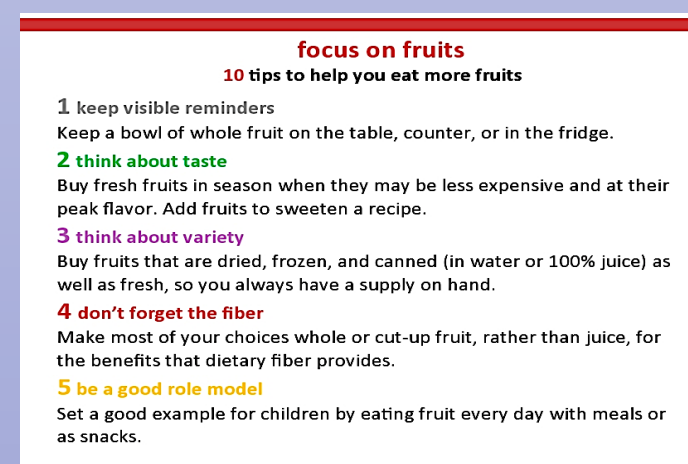 focus on fruits
10 tips to help you eat more fruits
1 keep visible reminders
Keep a bowl of whole fruit on the table, counter, or in the fridge.
2 think about taste
Buy fresh fruits in season when they may be less expensive and at their
peak flavor. Add fruits to sweeten a recipe.
3 think about variety
Buy fruits that are dried, frozen, and canned (in water or 100% juice) as
well as fresh, so you always have a supply on hand.
4 don’t forget the fiber
Make most of your choices whole or cut-up fruit, rather than juice, for
the benefits that dietary fiber provides.
5 be a good role model
Set a good example for children by eating fruit every day with meals or
as snacks.